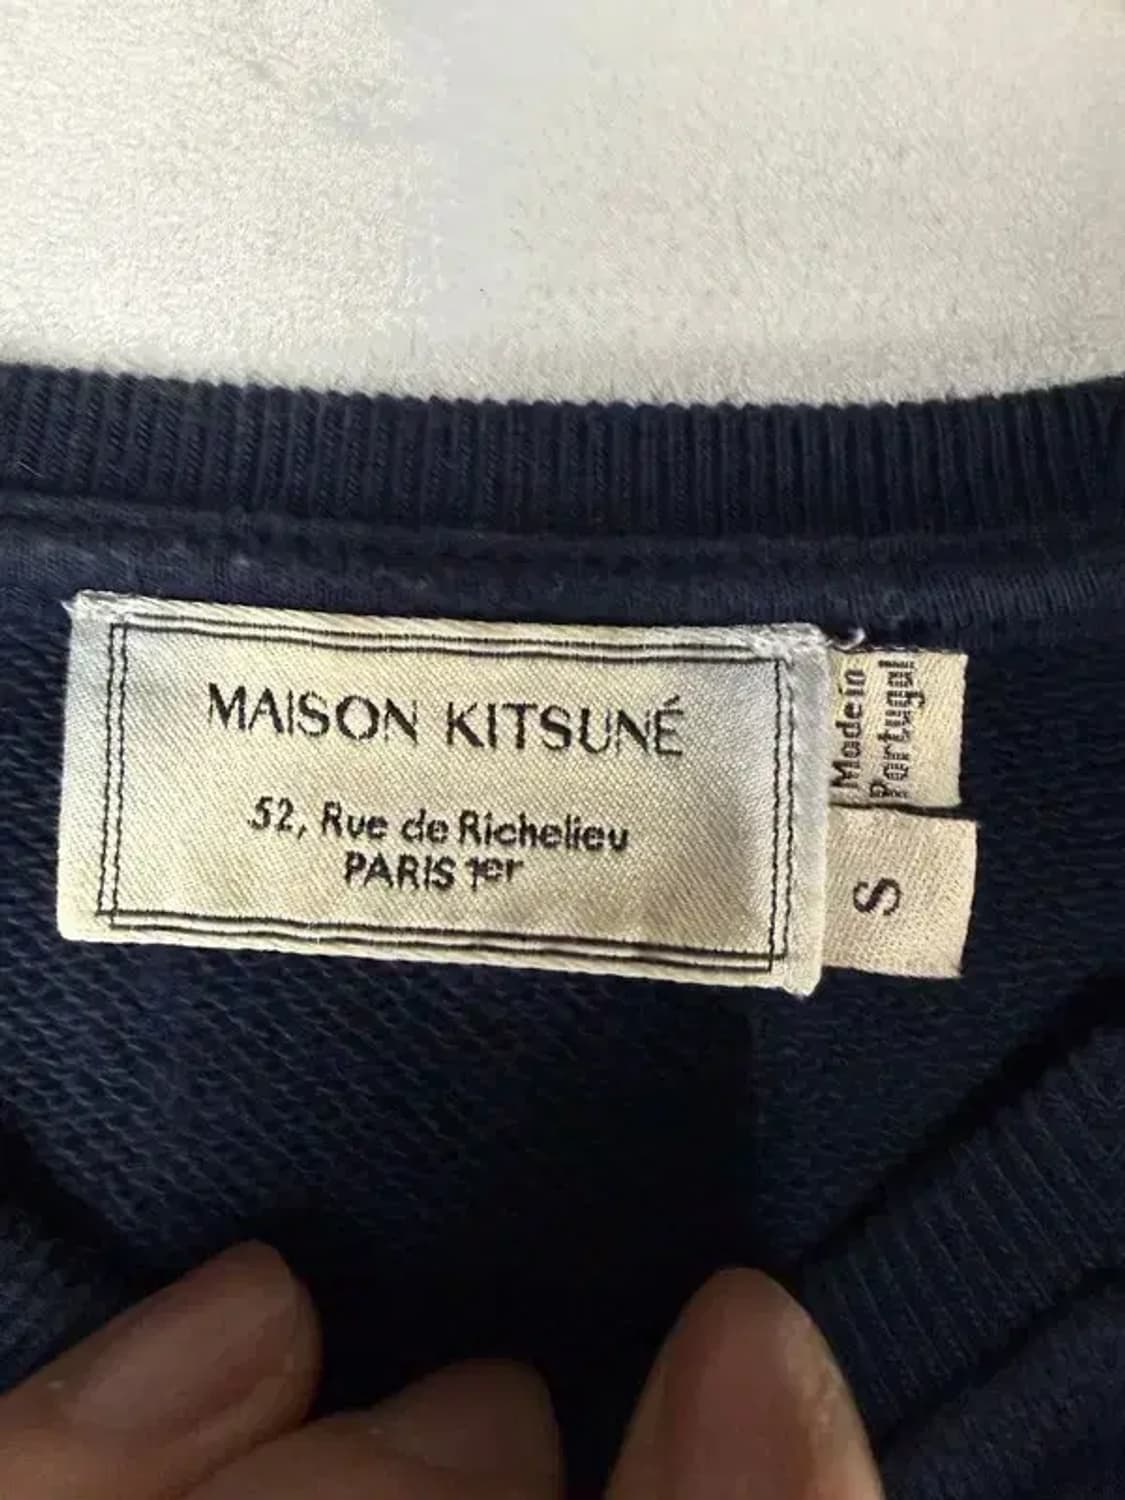 MAISON KITSUNÉ
52, Rue de Richelieu
PARIS 1er
Made in
Portugal
S